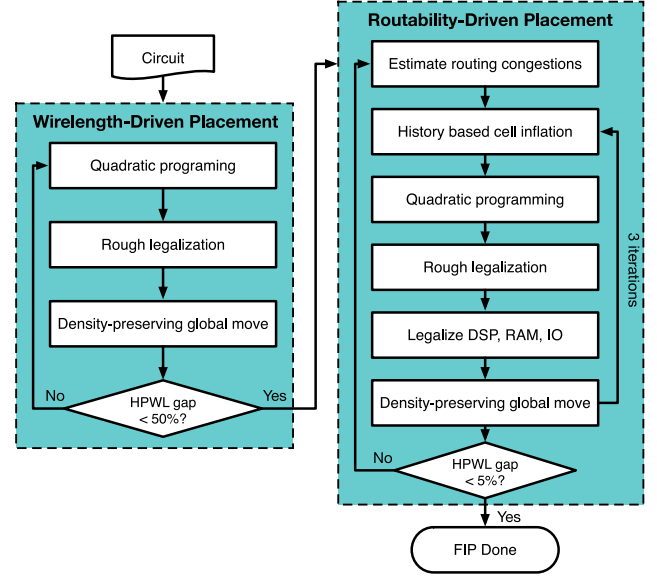 Circuit
Wirelength-Driven Placement
Quadratic programing
Rough legalization
Density-preserving global move
HPWL gap
< 50%?
No
Yes
Routability-Driven Placement
Estimate routing congestions
History based cell inflation
Quadratic programming
Rough legalization
Legalize DSP, RAM, IO
Density-preserving global move
3 iterations
HPWL gap
< 5%?
No
Yes
FIP Done